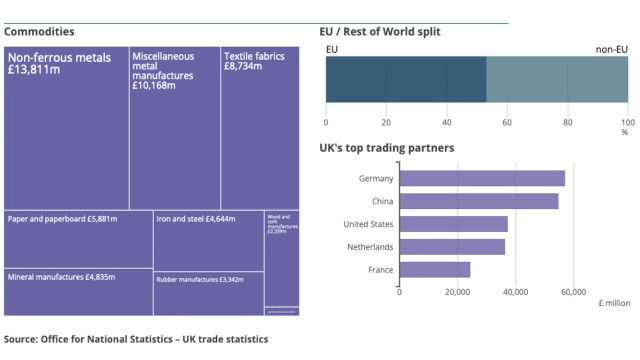 Commodities
Non-ferrous metals
£13,811m
Miscellaneous
metal
manufactures
£10,168m
Textile fabrics
£8,734m
Paper and paperboard £5,881m
Mineral manufactures £4,835m
Iron and steel £4,644m
Rubber manufactures £3,342m
Wood and
cork
manufactures
£2,339m
EU / Rest of World split
EU non-EU
0 20 40 60 80 100
%
UK's top trading partners
Germany
China
United States
Netherlands
France
0 20,000 40,000 60,000
£ million
Source: Office for National Statistics – UK trade statistics